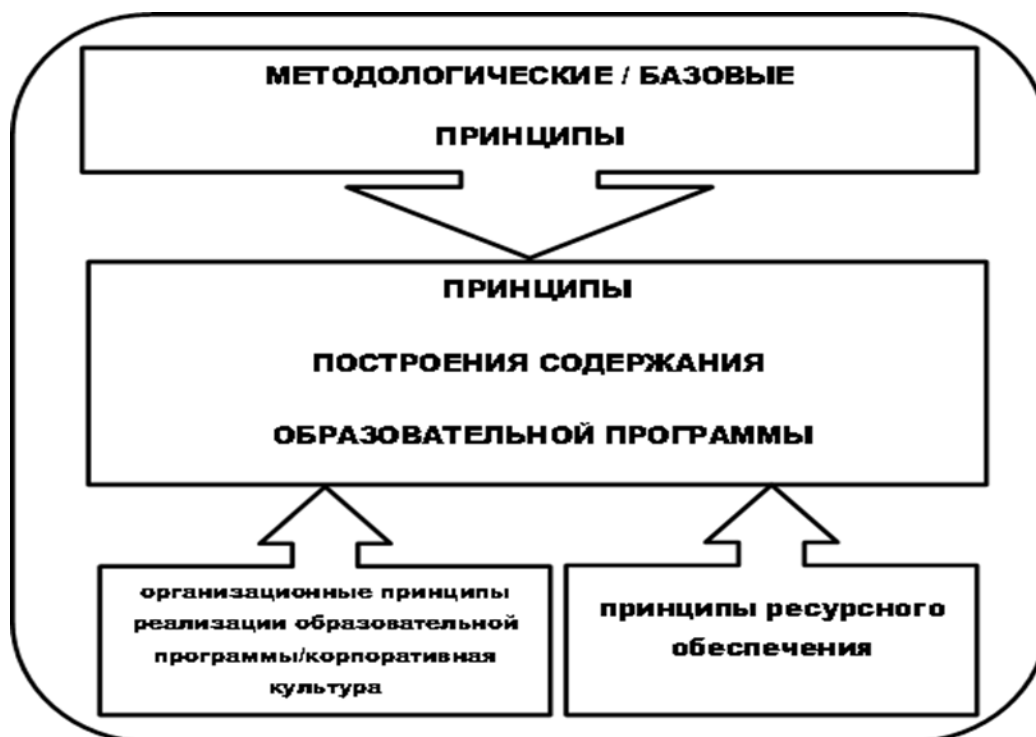 МЕТОДОЛОГИЧЕСКИЕ / БАЗОВЫЕ
ПРИНЦИПЫ
ПРИНЦИПЫ
ПОСТРОЕНИЯ СОДЕРЖАНИЯ
ОБРАЗОВАТЕЛЬНОЙ ПРОГРАММЫ
организационные принципы
реализации образовательной
программы/корпоративная
культура
принципы ресурсного
обеспечения